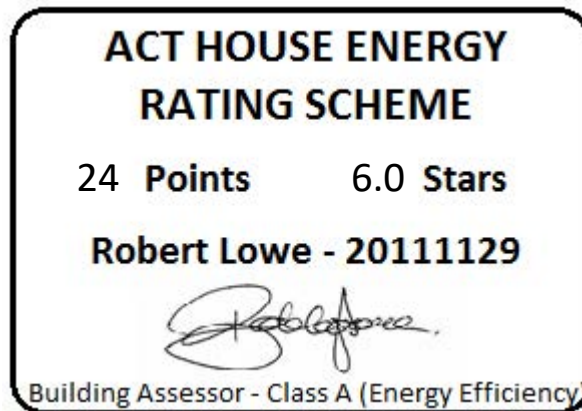 ACT HOUSE ENERGY
RATING SCHEME
24 Points 6.0 Stars
Robert Lowe - 20111129
Building Assessor - Class A (Energy Efficiency)